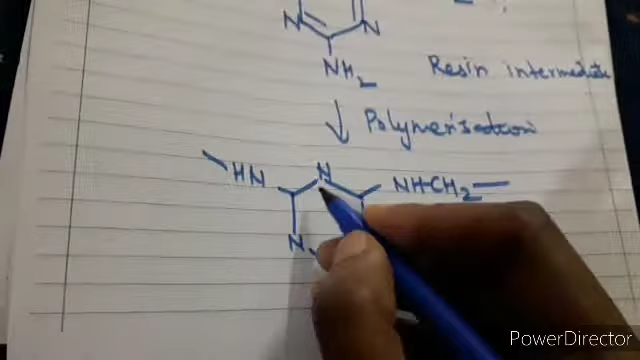 N N
NH2 Resin intermediate
Polymerisation
HN N NH-CH2—
N
PowerDirector